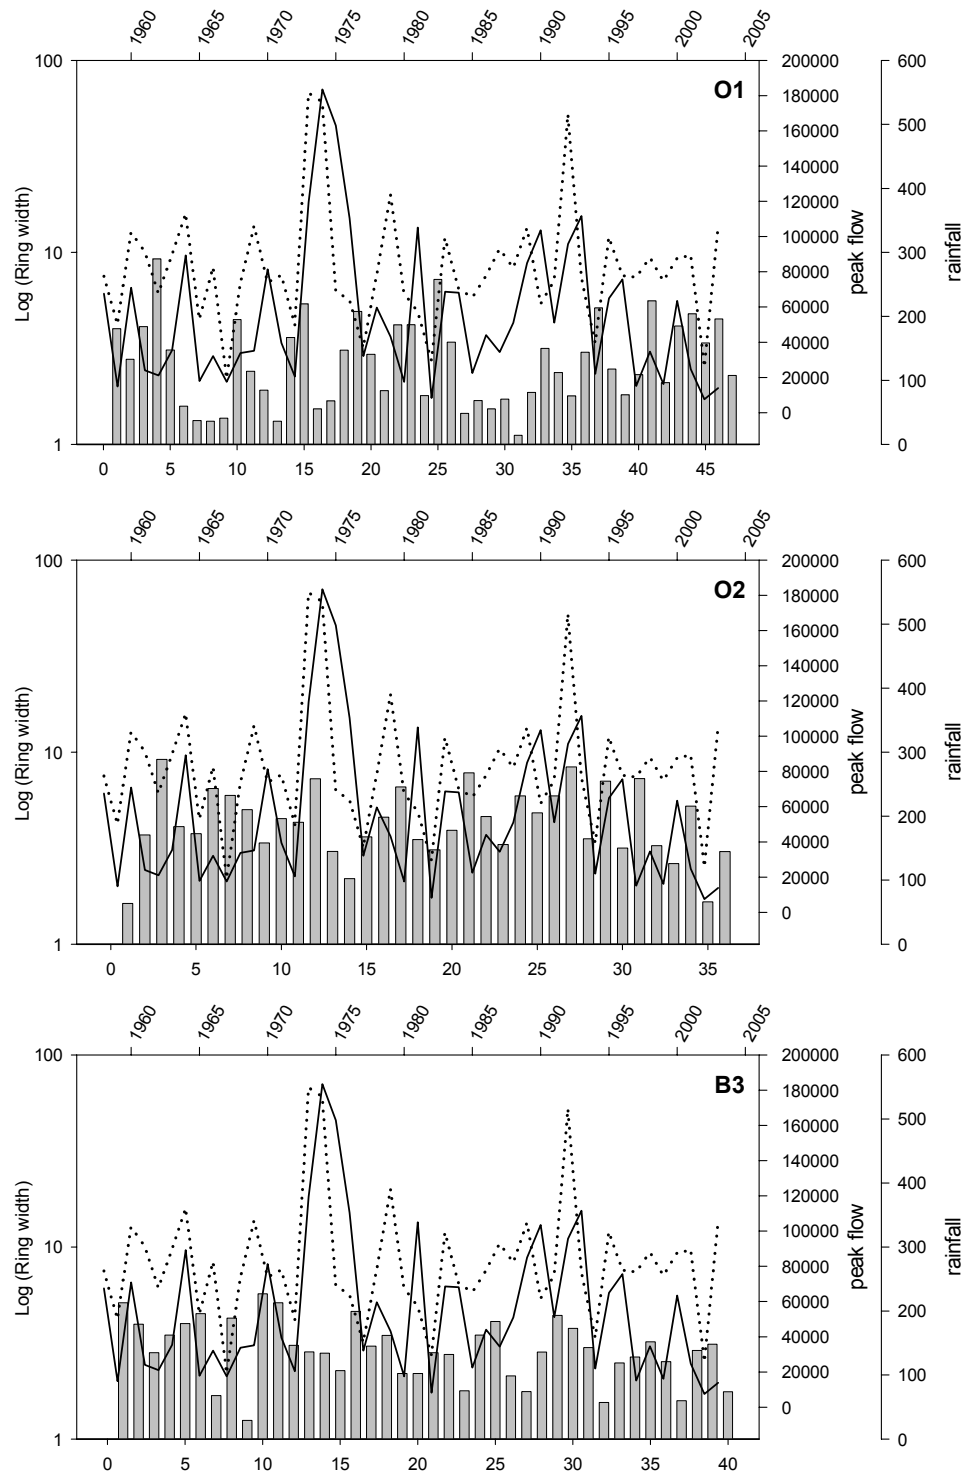 1960 1965 1970 1975 1980 1985 1990 1995 2000 2005
100 10 1
Log (Ring width)
O1
200000 180000 160000 140000 120000 100000 80000 60000 40000 20000 0
peak flow
600 500 400 300 200 100 0
rainfall
0 5 10 15 20 25 30 35 40 45
1960 1965 1970 1975 1980 1985 1990 1995 2000 2005
100 10 1
Log (Ring width)
O2
200000 180000 160000 140000 120000 100000 80000 60000 40000 20000 0
peak flow
600 500 400 300 200 100 0
rainfall
0 5 10 15 20 25 30 35
1960 1965 1970 1975 1980 1985 1990 1995 2000 2005
100 10 1
Log (Ring width)
B3
200000 180000 160000 140000 120000 100000 80000 60000 40000 20000 0
peak flow
600 500 400 300 200 100 0
rainfall
0 5 10 15 20 25 30 35 40